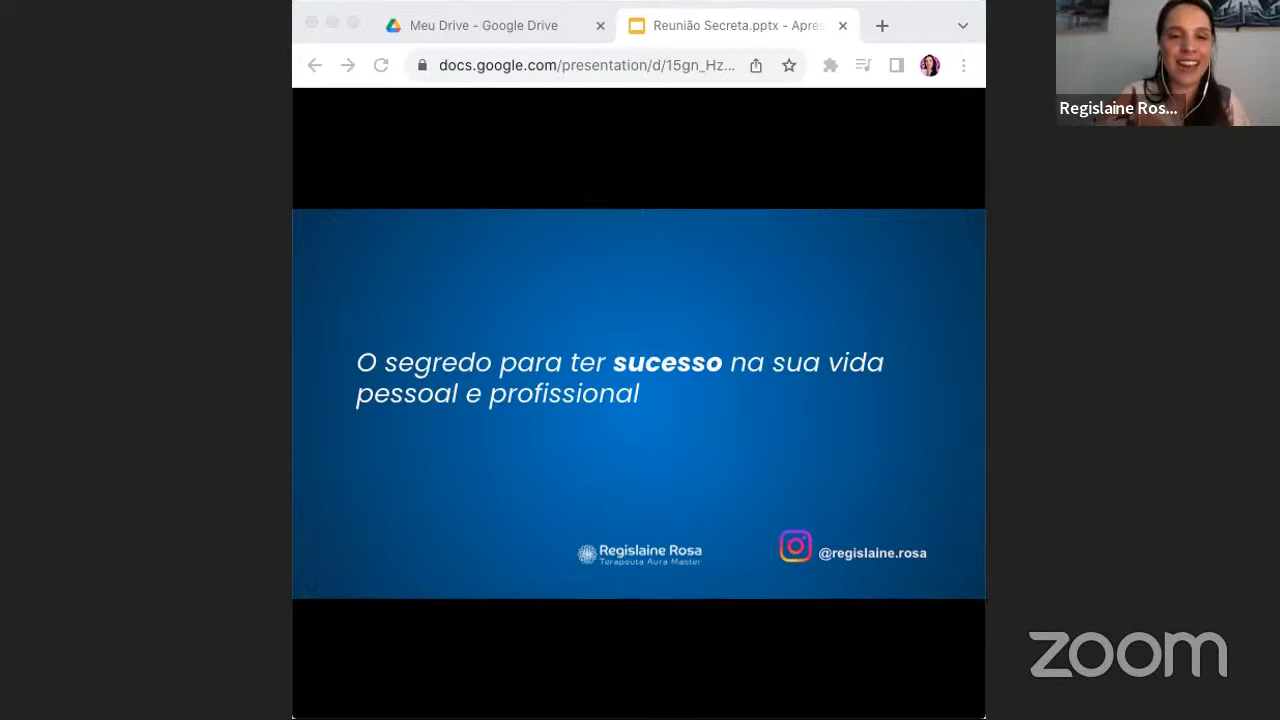 Meu Drive - Google Drive
Reunião Secreta.pptx - Apre
docs.google.com/presentation/d/15gn_Hz...
Regislaine Ros...
O segredo para ter sucesso na sua vida
pessoal e profissional
Regislaine Rosa
Terapeuta Aura Master
@regislaine.rosa
zoom